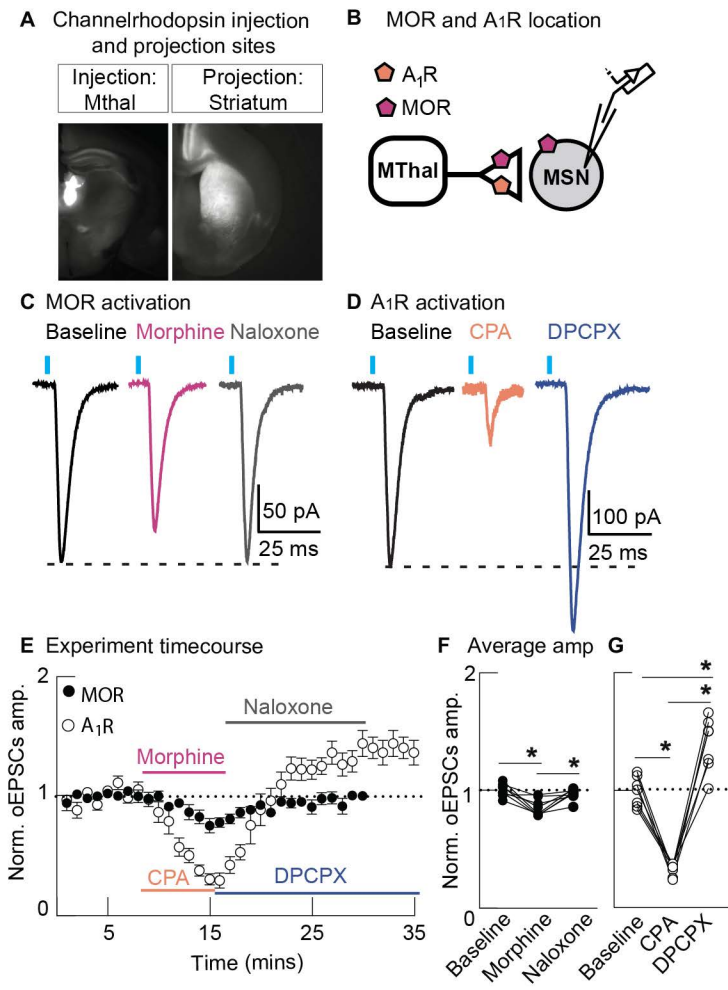 A Channelrhodopsin injection
and projection sites
Injection:
Mthal
Projection:
Striatum
B MOR and A1R location
A1R
MOR
MThal
MSN
C MOR activation
Baseline Morphine Naloxone
50 pA
25 ms
D A1R activation
Baseline CPA DPCPX
100 pA
25 ms
E Experiment timecourse
Norm. oEPSCs amp.
2
1
0
MOR
A1R
Naloxone
Morphine
CPA
DPCPX
5 15 25 35
Time (mins)
F Average amp G
Norm. oEPSCs amp.
2
1
0
* *
* * *
Baseline
Morphine
Naloxone
Baseline
CPA
DPCPX